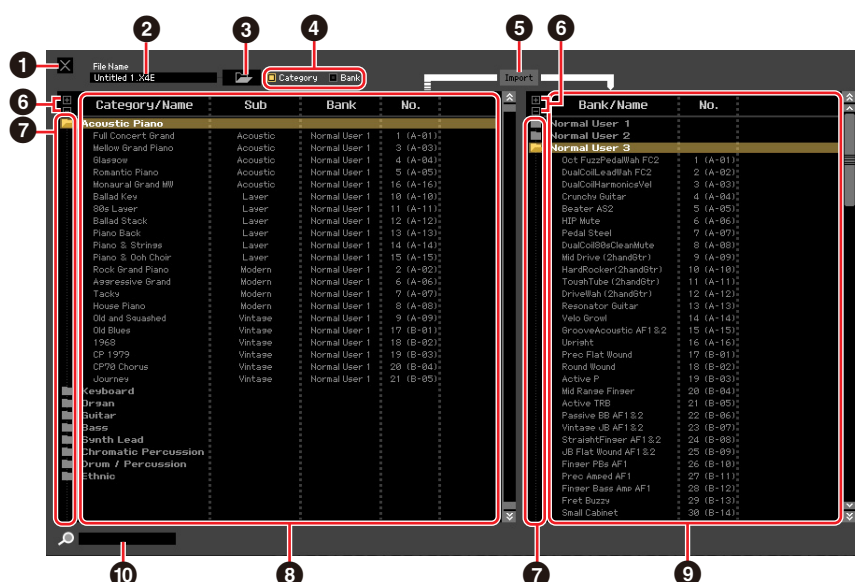 ❷ ❸ ❹ ❺ ❻
❶ File Name
Untitled 1.X4E Category Bank Import
❻ Category/Name Sub Bank No. Bank/Name No.
❼ Acoustic Piano Normal User 1
Full Concert Grand Acoustic Normal User 1 1 (A-01) Normal User 2
Mellow Grand Piano Acoustic Normal User 1 3 (A-03) Normal User 3
Glasgow Acoustic Normal User 1 4 (A-04) Oct FuzzPedalWah FC2 1 (A-01)
Romantic Piano Acoustic Normal User 1 5 (A-05) DualCoilLeadWah FC2 2 (A-02)
Monaural Grand MW Acoustic Normal User 1 16 (A-16) DualCoilHarmonicsVel 3 (A-03)
Ballad Key Layer Normal User 1 10 (A-10) Crunchy Guitar 4 (A-04)
80s Layer Layer Normal User 1 11 (A-11) Beater AS2 5 (A-05)
Ballad Stack Layer Normal User 1 12 (A-12) HIP Mute 6 (A-06)
Piano Back Layer Normal User 1 13 (A-13) Pedal Steel 7 (A-07)
Piano & Strings Layer Normal User 1 14 (A-14) DualCoil80sCleanMute 8 (A-08)
Piano & Ooh Choir Layer Normal User 1 15 (A-15) Mid Drive (2handGtr) 9 (A-09)
Rock Grand Piano Modern Normal User 1 2 (A-02) HardRocker(2handGtr) 10 (A-10)
Aggressive Grand Modern Normal User 1 6 (A-06) ToughTube (2handGtr) 11 (A-11)
Tacky Modern Normal User 1 7 (A-07) DriveWah (2handGtr) 12 (A-12)
House Piano Modern Normal User 1 8 (A-08) Resonator Guitar 13 (A-13)
Old and Squashed Vintage Normal User 1 9 (A-09) Velo Growl 14 (A-14)
Old Blues Vintage Normal User 1 17 (B-01) GrooveAcoustic AF1&2 15 (A-15)
1968 Vintage Normal User 1 18 (B-02) Upright 16 (A-16)
CP 1979 Vintage Normal User 1 19 (B-03) Prec Flat Wound 17 (B-01)
CP70 Chorus Vintage Normal User 1 20 (B-04) Round Wound 18 (B-02)
Journey Vintage Normal User 1 21 (B-05) Active P 19 (B-03)
Keyboard Mid Range Finger 20 (B-04)
Organ Active TRB 21 (B-05)
Guitar Passive BB AF1&2 22 (B-06)
Bass Vintage JB AF1&2 23 (B-07)
Synth Lead StraightFinger AF1&2 24 (B-08)
Chromatic Percussion JB Flat Wound AF1&2 25 (B-09)
Drum / Percussion Finger PBs AF1 26 (B-10)
Ethnic Prec Amped AF1 27 (B-11)
Finger Bass Amp AF1 28 (B-12)
Fret Buzzy 29 (B-13)
Small Cabinet 30 (B-14)
❿ ❽ ❼ ❾